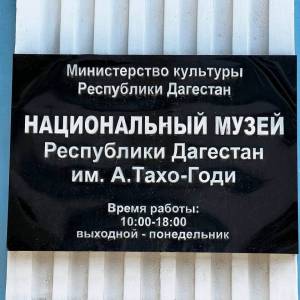 Министерство культуры
Республики Дагестан
НАЦИОНАЛЬНЫЙ МУЗЕЙ
Республики Дагестан
им. А.Тахо-Годи
Время работы:
10:00-18:00
выходной - понедельник